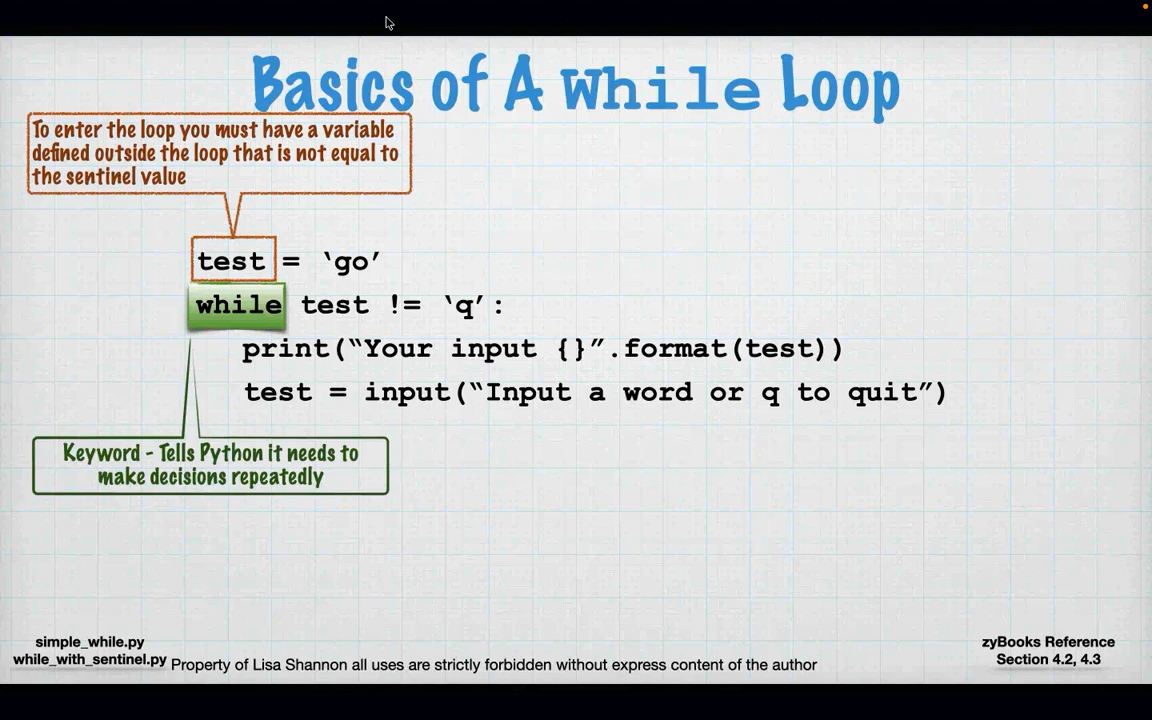 Basics of A While Loop
To enter the loop you must have a variable
defined outside the loop that is not equal to
the sentinel value
test = ‘go’
while test != ‘q’:
print(“Your input {}”.format(test))
test = input(“Input a word or q to quit”)
Keyword - Tells Python it needs to
make decisions repeatedly
simple_while.py
while_with_sentinel.py
Property of Lisa Shannon all uses are strictly forbidden without express content of the author
zyBooks Reference
Section 4.2, 4.3